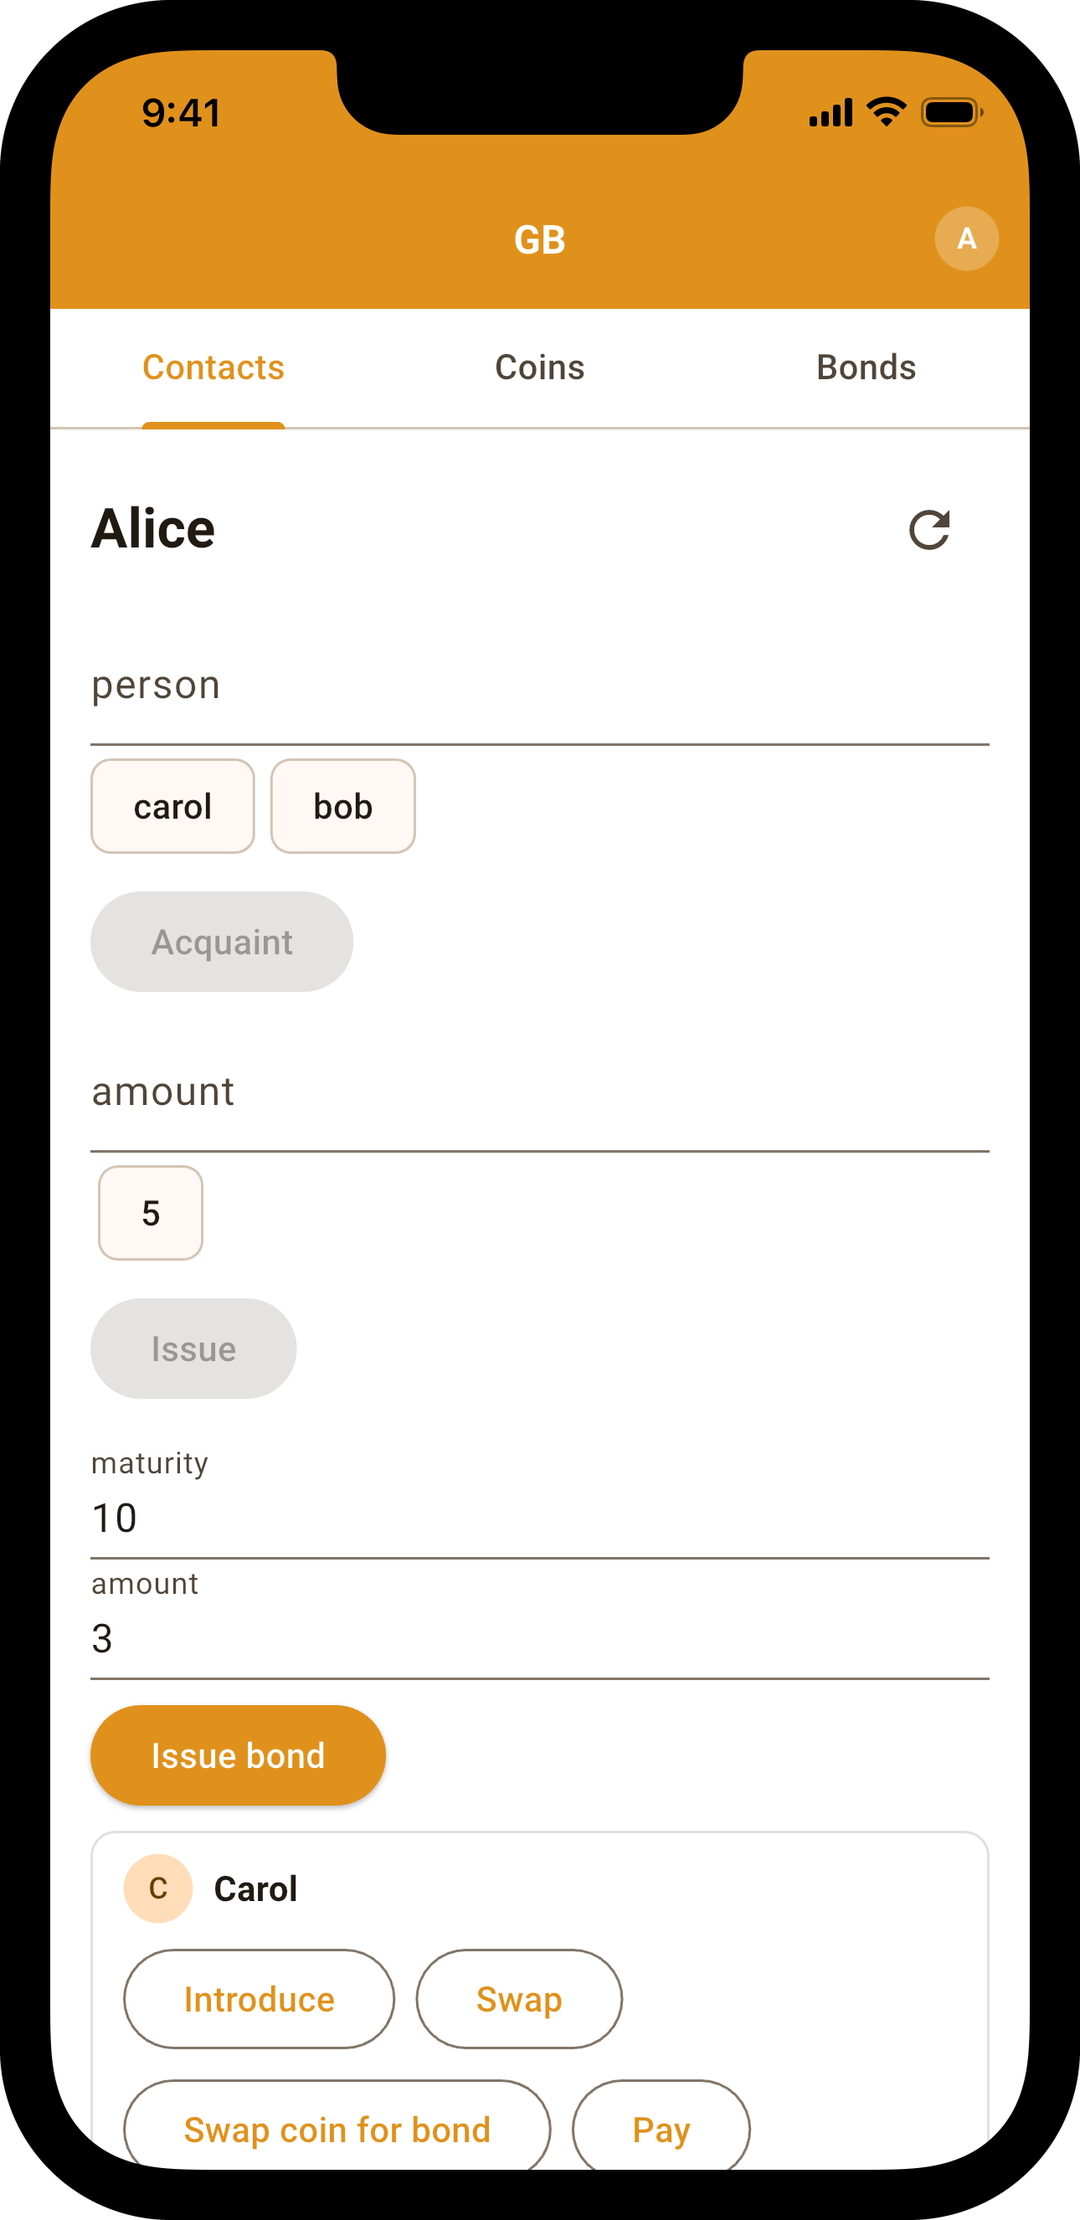 9:41
GB
A
Contacts Coins Bonds
Alice
person
carol bob
Acquaint
amount
5
Issue
maturity
10
amount
3
Issue bond
C Carol
Introduce Swap
Swap coin for bond Pay